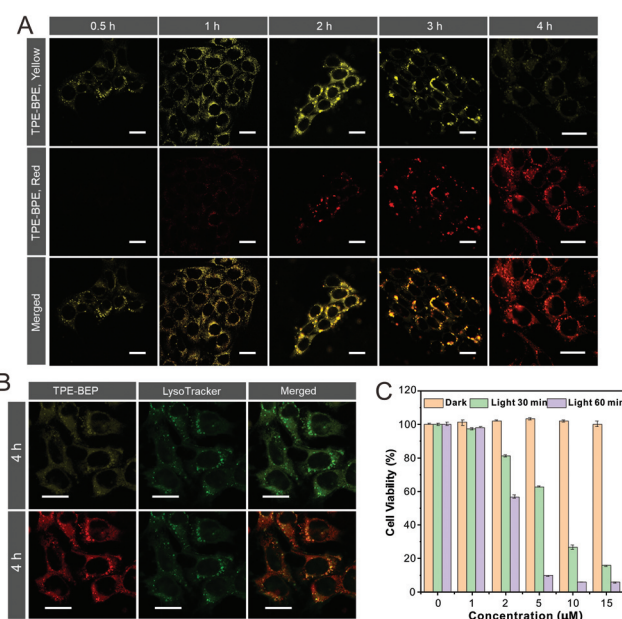 A
0.5 h 1 h 2 h 3 h 4 h
TPE-BPE, Yellow
TPE-BPE, Red
Merged
B
TPE-BEP LysoTracker Merged
4 h
4 h
C
Dark Light 30 min Light 60 min
Cell Viability (%)
120
100
80
60
40
20
0
0 1 2 5 10 15
Concentration (μM)